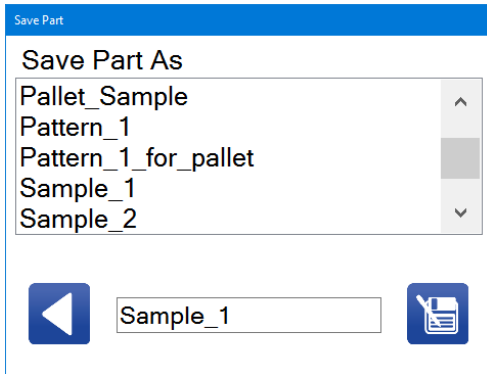 Save Part
Save Part As
Pallet_Sample
Pattern_1
Pattern_1_for_pallet
Sample_1
Sample_2
Sample_1